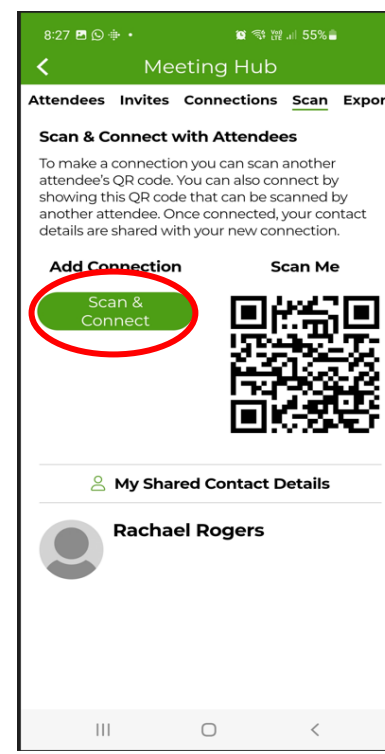 8:27 55%
Meeting Hub
Attendees Invites Connections Scan Expor
Scan & Connect with Attendees
To make a connection you can scan another
attendee's QR code. You can also connect by
showing this QR code that can be scanned by
another attendee. Once connected, your contact
details are shared with your new connection.
Add Connection Scan Me
Scan &
Connect
My Shared Contact Details
Rachael Rogers